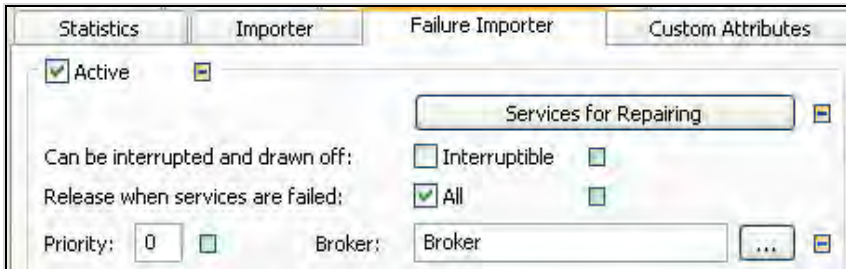 Statistics Importer Failure Importer Custom Attributes
Active
Services for Repairing
Can be interrupted and drawn off: Interruptible
Release when services are failed: All
Priority: 0 Broker: Broker ...